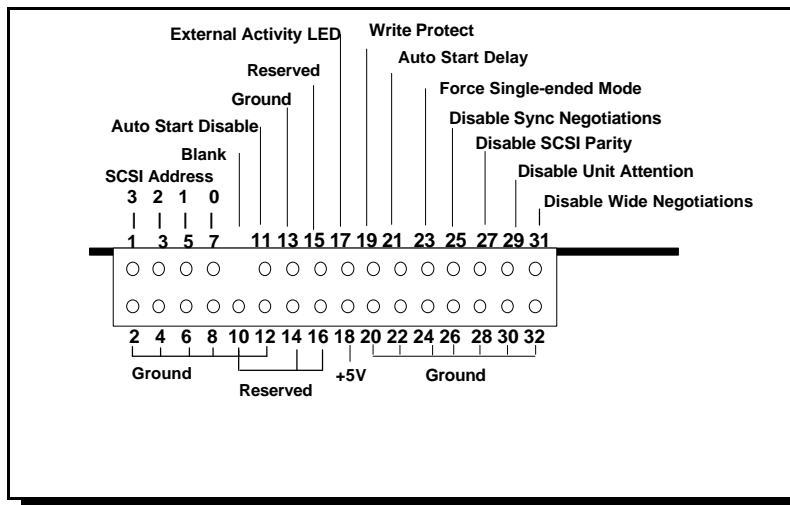 External Activity LED
Write Protect
Auto Start Delay
Reserved
Force Single-ended Mode
Ground
Disable Sync Negotiations
Auto Start Disable
Disable SCSI Parity
Blank
Disable Unit Attention
SCSI Address
Disable Wide Negotiations
3 2 1 0
1 3 5 7 11 13 15 17 19 21 23 25 27 29 31
2 4 6 8 10 12 14 16 18 20 22 24 26 28 30 32
Ground
Reserved
+5V
Ground